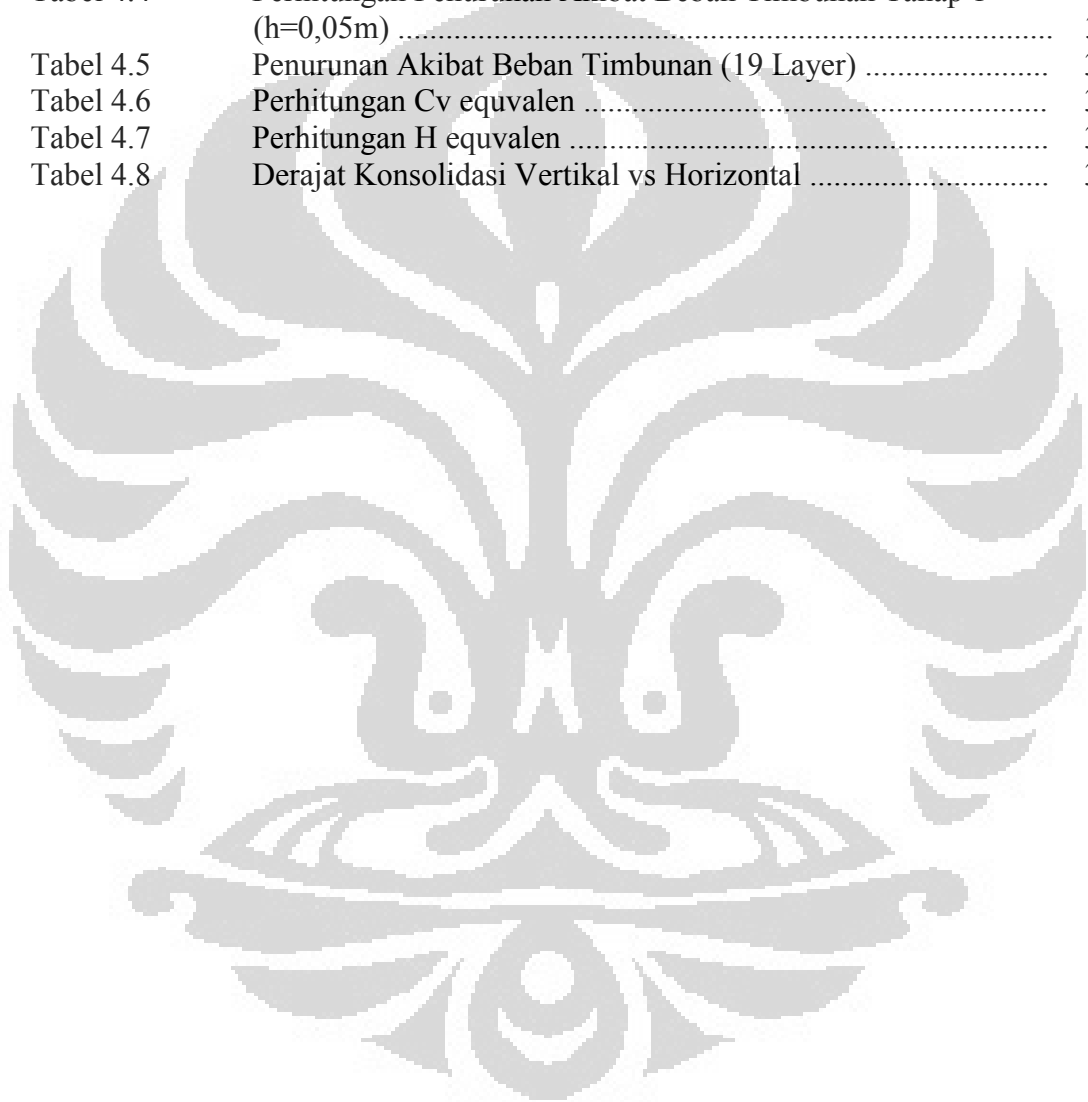 (h=0,05m) ....................................................................................
Tabel 4.5 Penurunan Akibat Beban Timbunan (19 Layer) .......................
Tabel 4.6 Perhitungan Cv equvalen ...........................................................
Tabel 4.7 Perhitungan H equvalen .............................................................
Tabel 4.8 Derajat Konsolidasi Vertikal vs Horizontal ..............................